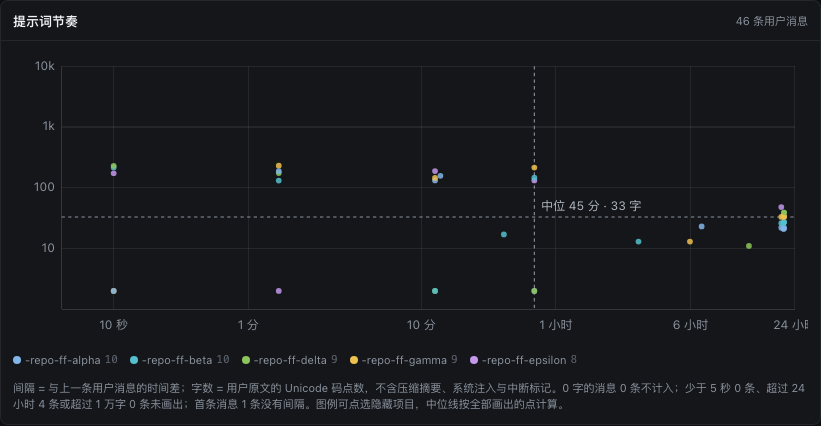 提示词节奏
46 条用户消息
10k
1k
100
10
中位 45 分 · 33 字
10 秒
1 分
10 分
1 小时
6 小时
24 小
-repo-ff-alpha 10
-repo-ff-beta 10
-repo-ff-delta 9
-repo-ff-gamma 9
-repo-ff-epsilon 8
间隔 = 与上一条用户消息的时间差；字数 = 用户原文的 Unicode 码点数，不含压缩摘要、系统注入与中断标记。0 字的消息 0 条不计入；少于 5 秒 0 条、超过 24
小时 4 条或超过 1 万字 0 条未画出；首条消息 1 条没有间隔。图例可点选隐藏项目，中位线按全部画出的点计算。